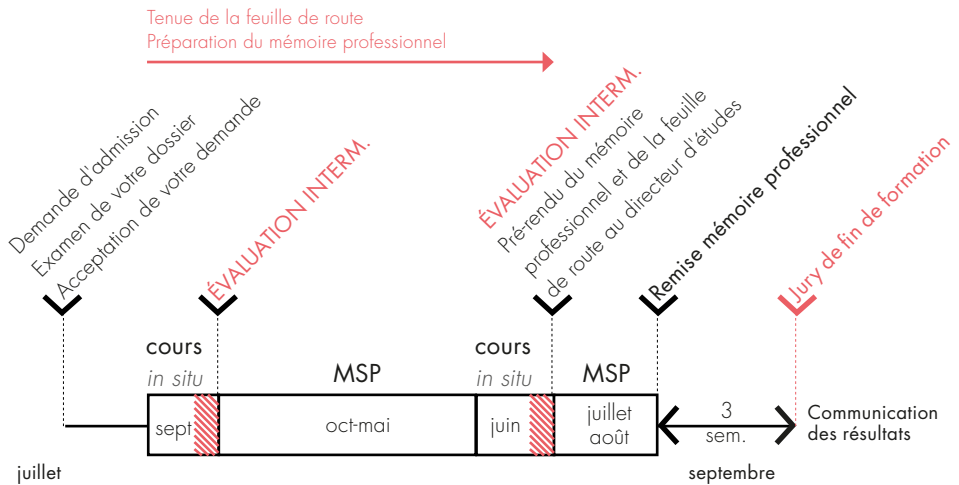 Tenue de la feuille de route
Préparation du mémoire professionnel
Demande d'admission
Examen de votre dossier
Acceptation de votre demande
ÉVALUATION INTERM.
ÉVALUATION INTERM.
Pré-rendu du mémoire
professionnel et de la feuille
de route au directeur d'études
Remise mémoire professionnel
Jury de fin de formation
cours
in situ
MSP
cours
in situ
MSP
sept
oct-mai
juin
juillet
août
3
sem.
Communication
des résultats
juillet
septembre